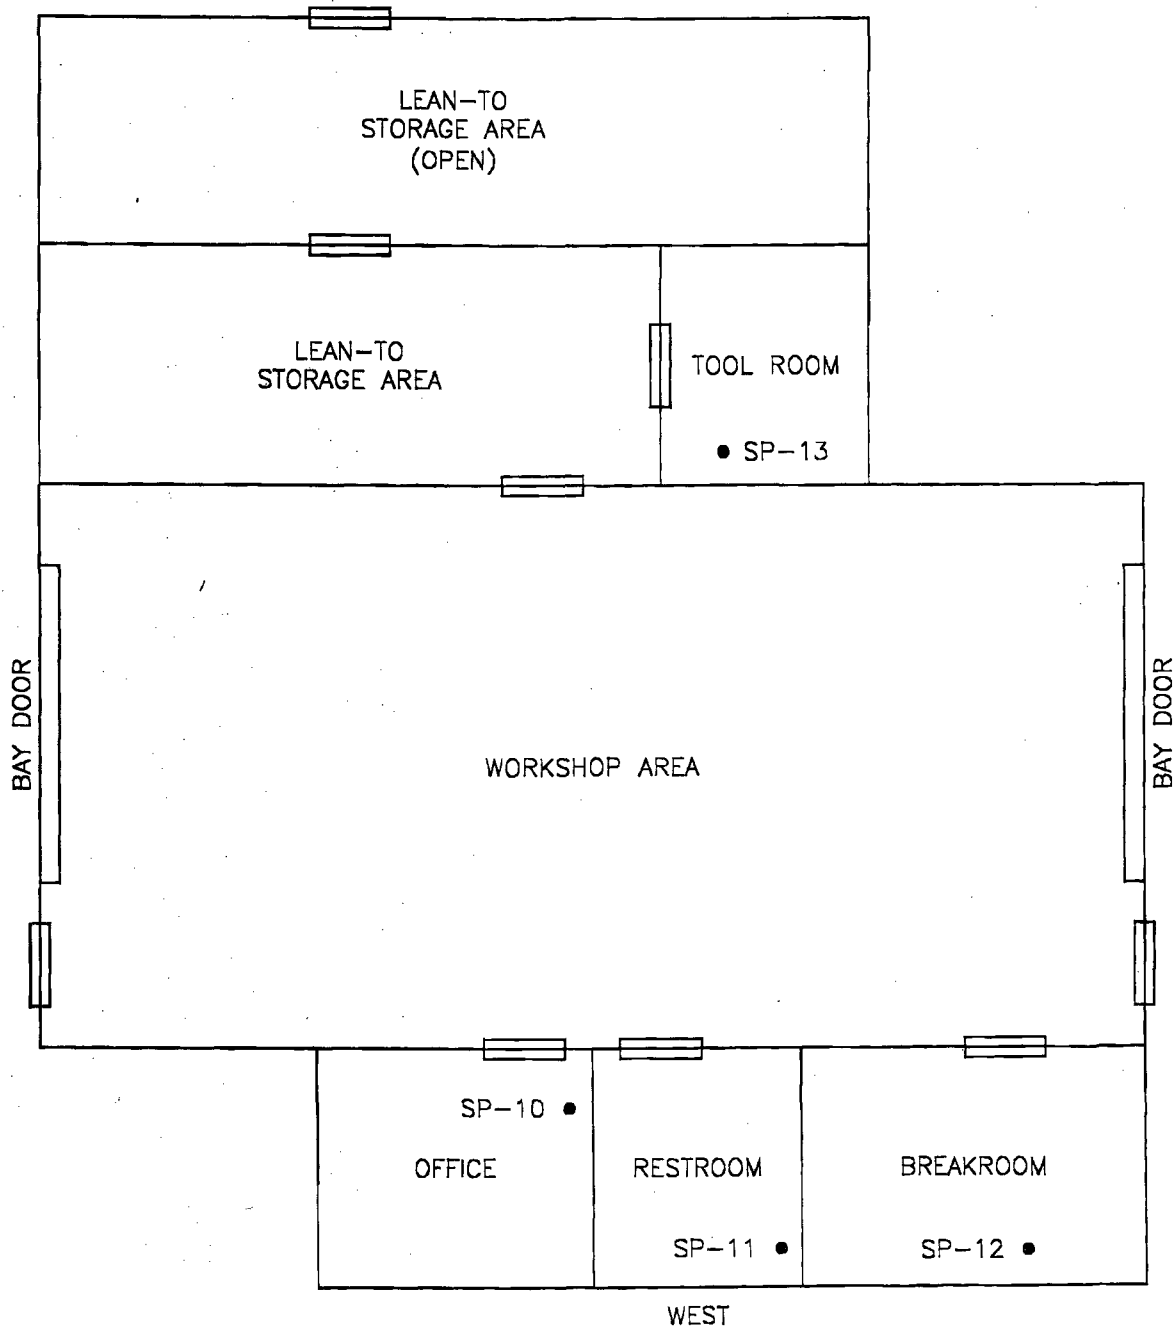 LEAN-TO
STORAGE AREA
(OPEN)
LEAN-TO
STORAGE AREA
TOOL ROOM
SP-13
BAY DOOR
WORKSHOP AREA
BAY DOOR
SP-10
OFFICE
RESTROOM
BREAKROOM
SP-11
SP-12
WEST